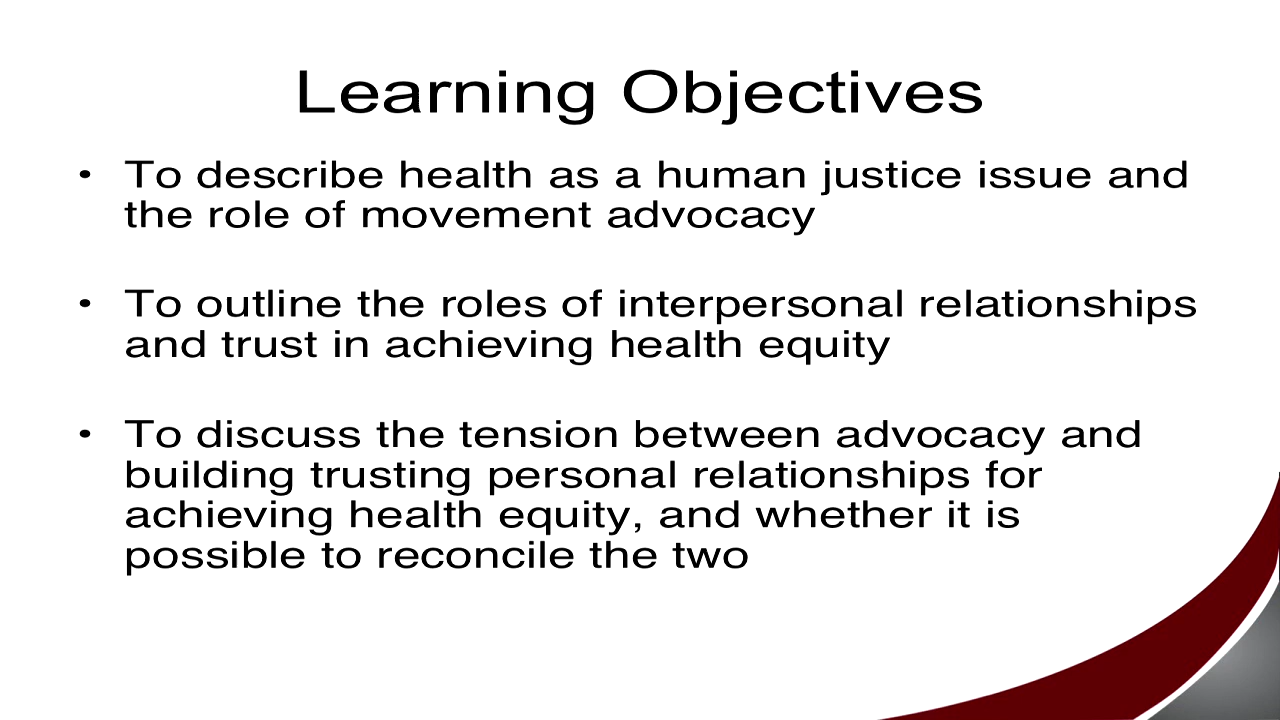 Learning Objectives
• To describe health as a human justice issue and
the role of movement advocacy
• To outline the roles of interpersonal relationships
and trust in achieving health equity
• To discuss the tension between advocacy and
building trusting personal relationships for
achieving health equity, and whether it is
possible to reconcile the two